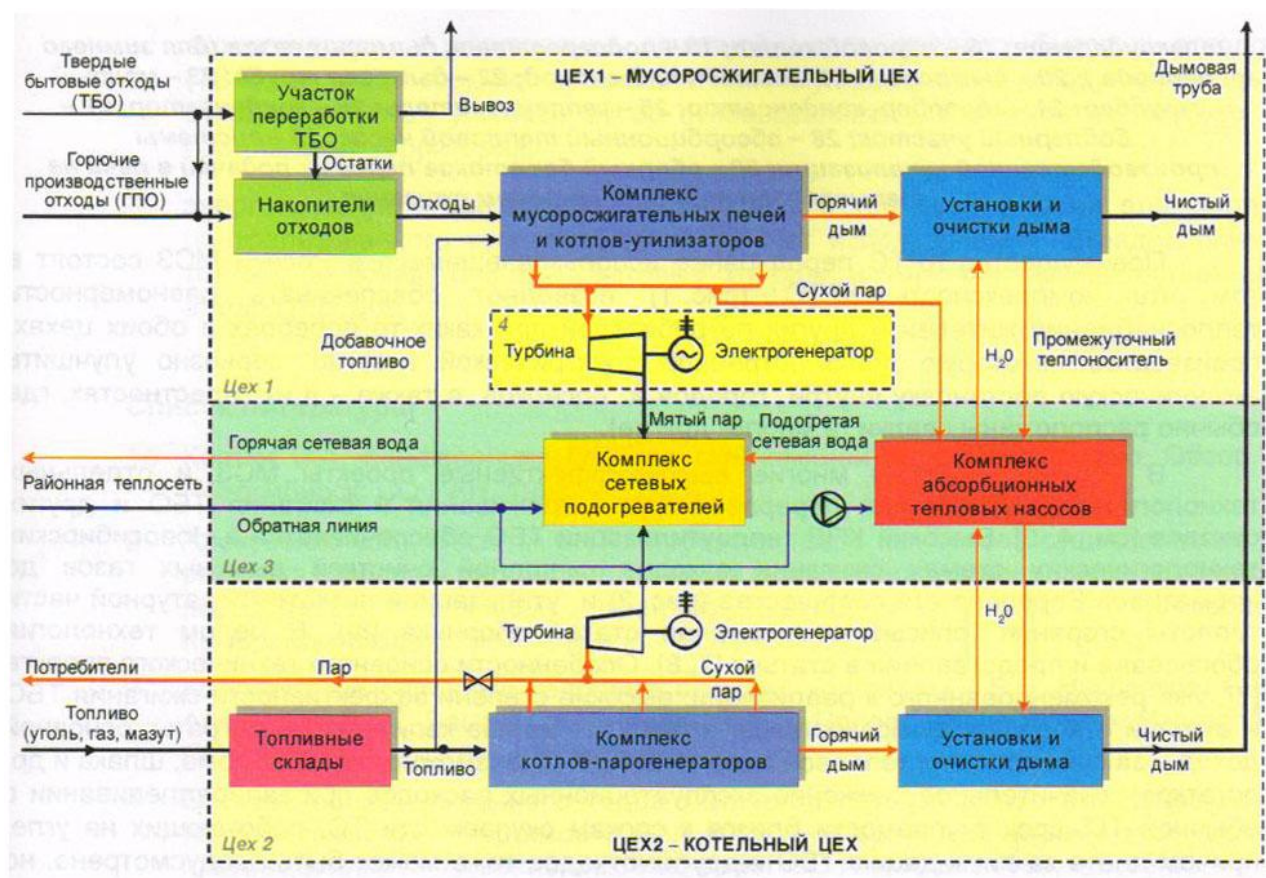 Твердые
бытовые отходы
(ТБО)
Участок
переработки
ТБО
Вывоз
ЦЕХ1 – МУСОРОСЖИГАТЕЛЬНЫЙ ЦЕХ
Дымовая
труба
Горючие
производственные
отходы (ГПО)
Остатки
Накопители
отходов
Отходы
Комплекс
мусоросжигательных печей
и котлов-утилизаторов
Горячий
дым
Установки и
очистки дыма
Чистый
дым
Сухой пар
Добавочное
топливо
4
Турбина
Электрогенератор
H20
Промежуточный
теплоноситель
Цех 1
Мятый пар
Подогретая
сетевая вода
Горячая сетевая вода
Районная теплосеть
Обратная линия
Комплекс
сетевых
подогревателей
Комплекс
абсорбционных
тепловых насосов
Цех 3
Турбина
Электрогенератор
H20
Потребители
Пар
Сухой
пар
Топливо
(уголь, газ, мазут)
Топливные
склады
Топливо
Комплекс
котлов-парогенераторов
Горячий
дым
Установки и
очистки дыма
Чистый
дым
Цех 2
ЦЕХ2 – КОТЕЛЬНЫЙ ЦЕХ